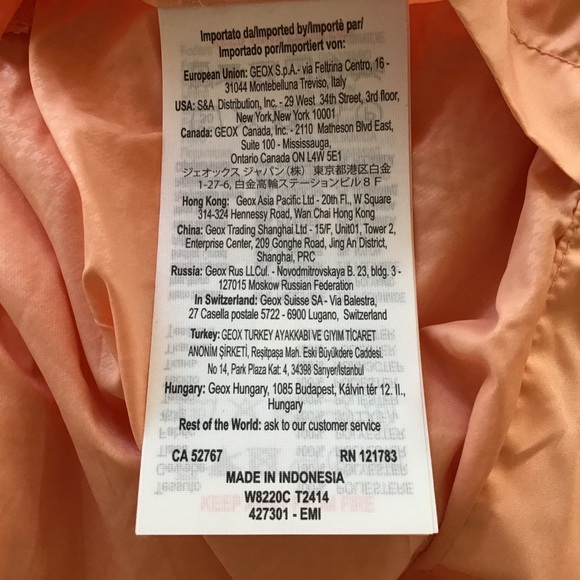 Importato da/Imported by/Importè par/
Importado por/Importiert von:
European Union: GEOX S.p.A.- via Feltrina Centro, 16 -
31044 Montebelluna Treviso, Italy
USA: S&A Distribution, Inc. - 29 West 34th Street, 3rd floor,
New York, New York 10001
Canada: GEOX Canada, Inc. - 2110 Matheson Blvd East,
Suite 100 - Mississauga,
Ontario Canada ON L4W 5E1
ジェオックス ジャパン(株) 東京都港区白金
1-27-6, 白金高輪ステーションビル8F
Hong Kong: Geox Asia Pacific Ltd - 20th Fl., W Square
314-324 Hennessy Road, Wan Chai Hong Kong
China: Geox Trading Shanghai Ltd - 15/F, Unit01, Tower 2,
Enterprise Center, 209 Gonghe Road, Jing An District,
Shanghai, PRC
Russia: Geox Rus LLCul. - Novodmitrovskaya B. 23, bldg. 3 -
127015 Moskow Russian Federation
In Switzerland: Geox Suisse SA - Via Balestra,
27 Casella postale 5722 - 6900 Lugano, Switzerland
Turkey: GEOX TURKEY AYAKKABI VE GIYIM TİCARET
ANONİM ŞİRKETİ, Reşitpaşa Mah. Eski Büyükdere Caddesi.
No 14, Park Plaza Kat: 4, 34398 Sarıyer/İstanbul
Hungary: Geox Hungary, 1085 Budapest, Kálvin tér 12. II.,
Hungary
Rest of the World: ask to our customer service
CA 52767 RN 121783
MADE IN INDONESIA
W8220C T2414
427301 - EMI